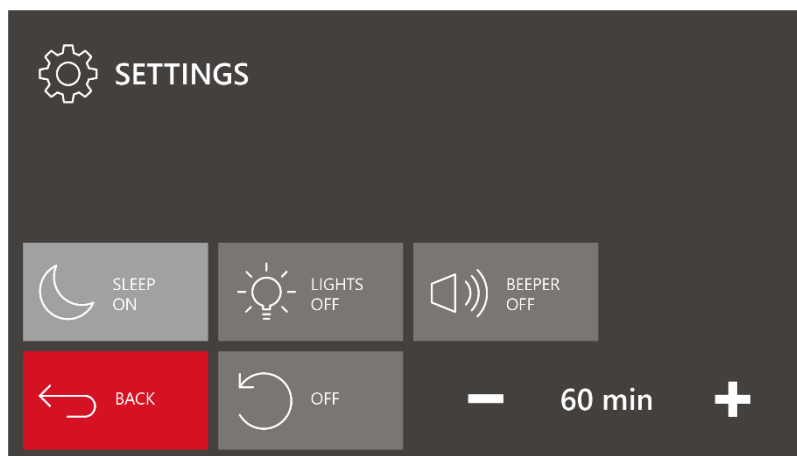 SETTINGS
SLEEP
ON
LIGHTS
OFF
BEEPER
OFF
BACK
OFF
60 min